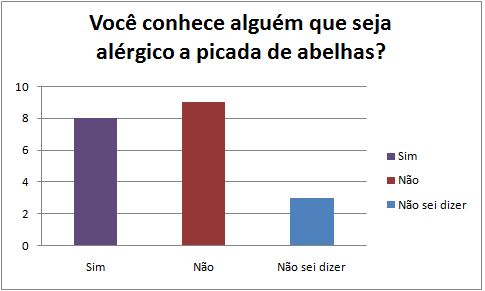 Você conhece alguém que seja
alérgico a picada de abelhas?
10
8
6
4
2
0
Sim
Não
Não sei dizer
Sim
Não
Não sei dizer